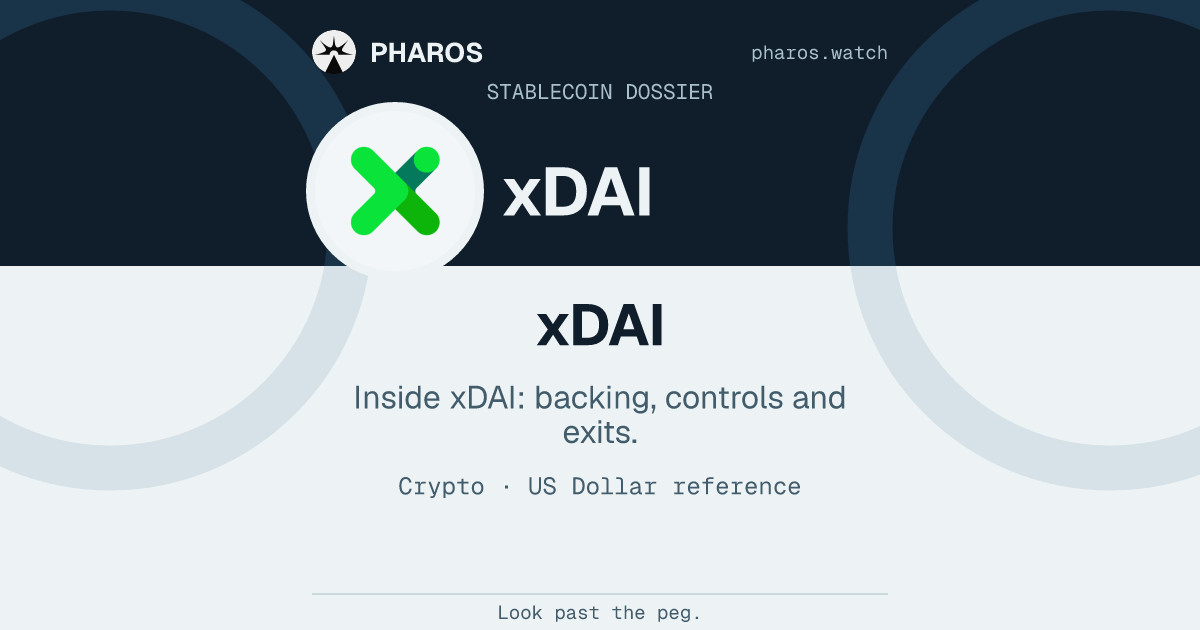 PHAROS
pharos.watch
STABLECOIN DOSSIER
xDAI
xDAI
Inside xDAI: backing, controls and
exits.
Crypto · US Dollar reference
Look past the peg.